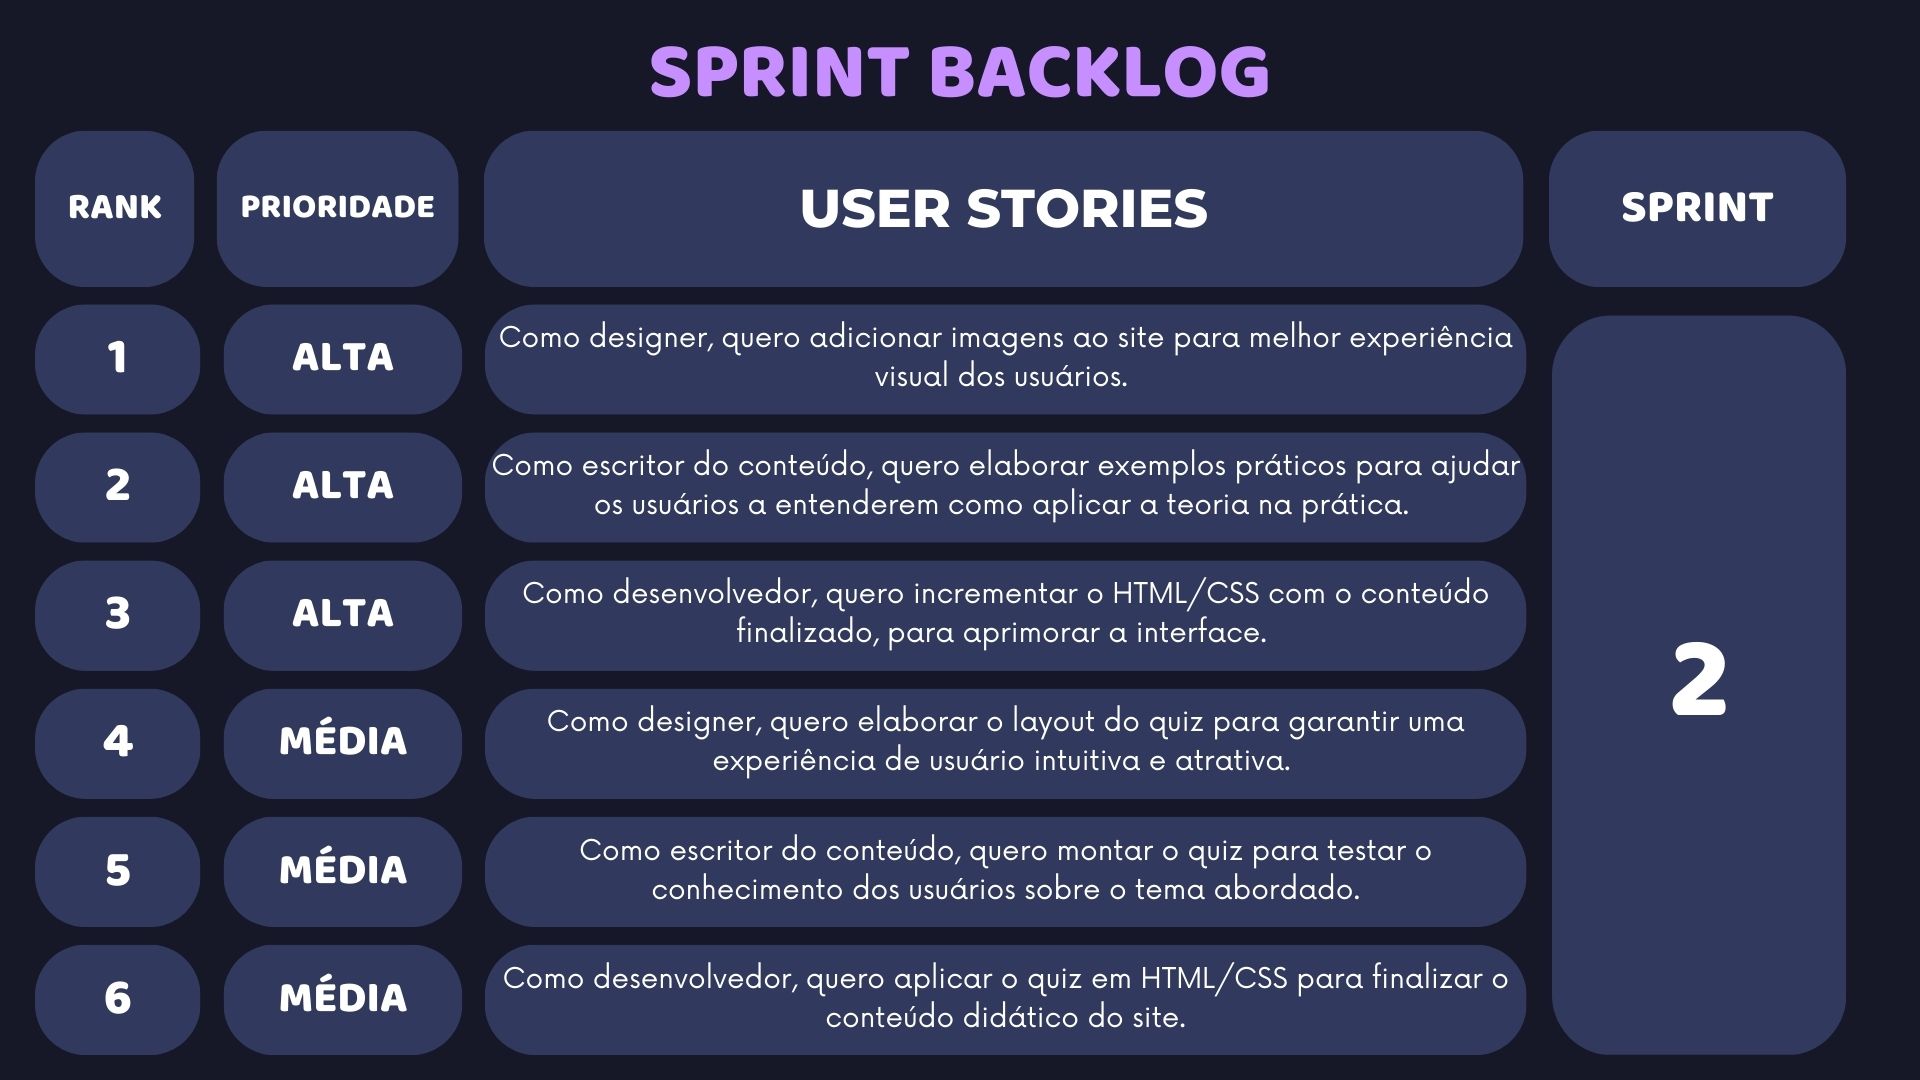 SPRINT BACKLOG
RANK
PRIORIDADE
USER STORIES
SPRINT
1
ALTA
Como designer, quero adicionar imagens ao site para melhor experiência
visual dos usuários.
2
ALTA
Como escritor do conteúdo, quero elaborar exemplos práticos para ajudar
os usuários a entenderem como aplicar a teoria na prática.
3
ALTA
Como desenvolvedor, quero incrementar o HTML/CSS com o conteúdo
finalizado, para aprimorar a interface.
4
MÉDIA
Como designer, quero elaborar o layout do quiz para garantir uma
experiência de usuário intuitiva e atrativa.
5
MÉDIA
Como escritor do conteúdo, quero montar o quiz para testar o
conhecimento dos usuários sobre o tema abordado.
6
MÉDIA
Como desenvolvedor, quero aplicar o quiz em HTML/CSS para finalizar o
conteúdo didático do site.
2